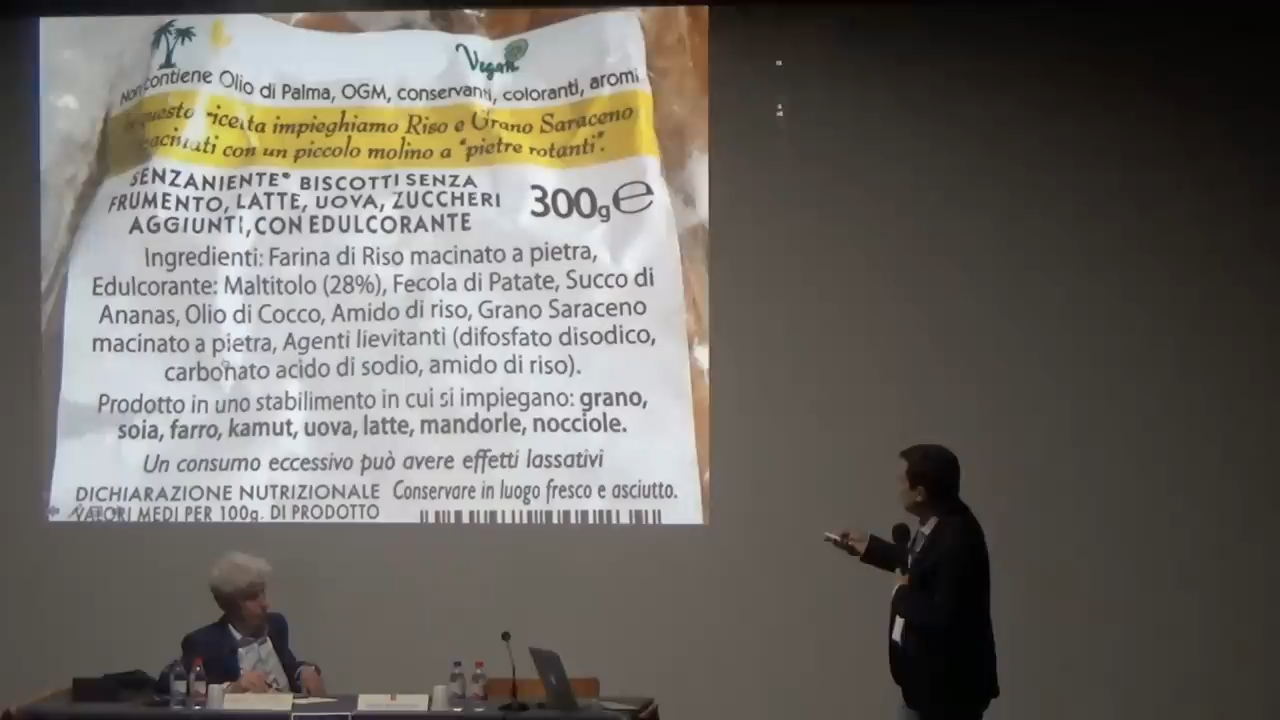 Vegan
Non contiene Olio di Palma, OGM, conservanti, coloranti, aromi
questo ricetta impieghiamo Riso e Grano Saraceno
macinati con un piccolo molino a "pietre rotanti".
SENZANIENTE® BISCOTTI SENZA
FRUMENTO, LATTE, UOVA, ZUCCHERI
AGGIUNTI, CON EDULCORANTE
300g e
Ingredienti: Farina di Riso macinato a pietra,
Edulcorante: Maltitolo (28%), Fecola di Patate, Succo di
Ananas, Olio di Cocco, Amido di riso, Grano Saraceno
macinato a pietra, Agenti lievitanti (difosfato disodico,
carbonato acido di sodio, amido di riso).
Prodotto in uno stabilimento in cui si impiegano: grano,
soia, farro, kamut, uova, latte, mandorle, nocciole.
Un consumo eccessivo può avere effetti lassativi
DICHIARAZIONE NUTRIZIONALE Conservare in luogo fresco e asciutto.
VALORI MEDI PER 100g. DI PRODOTTO